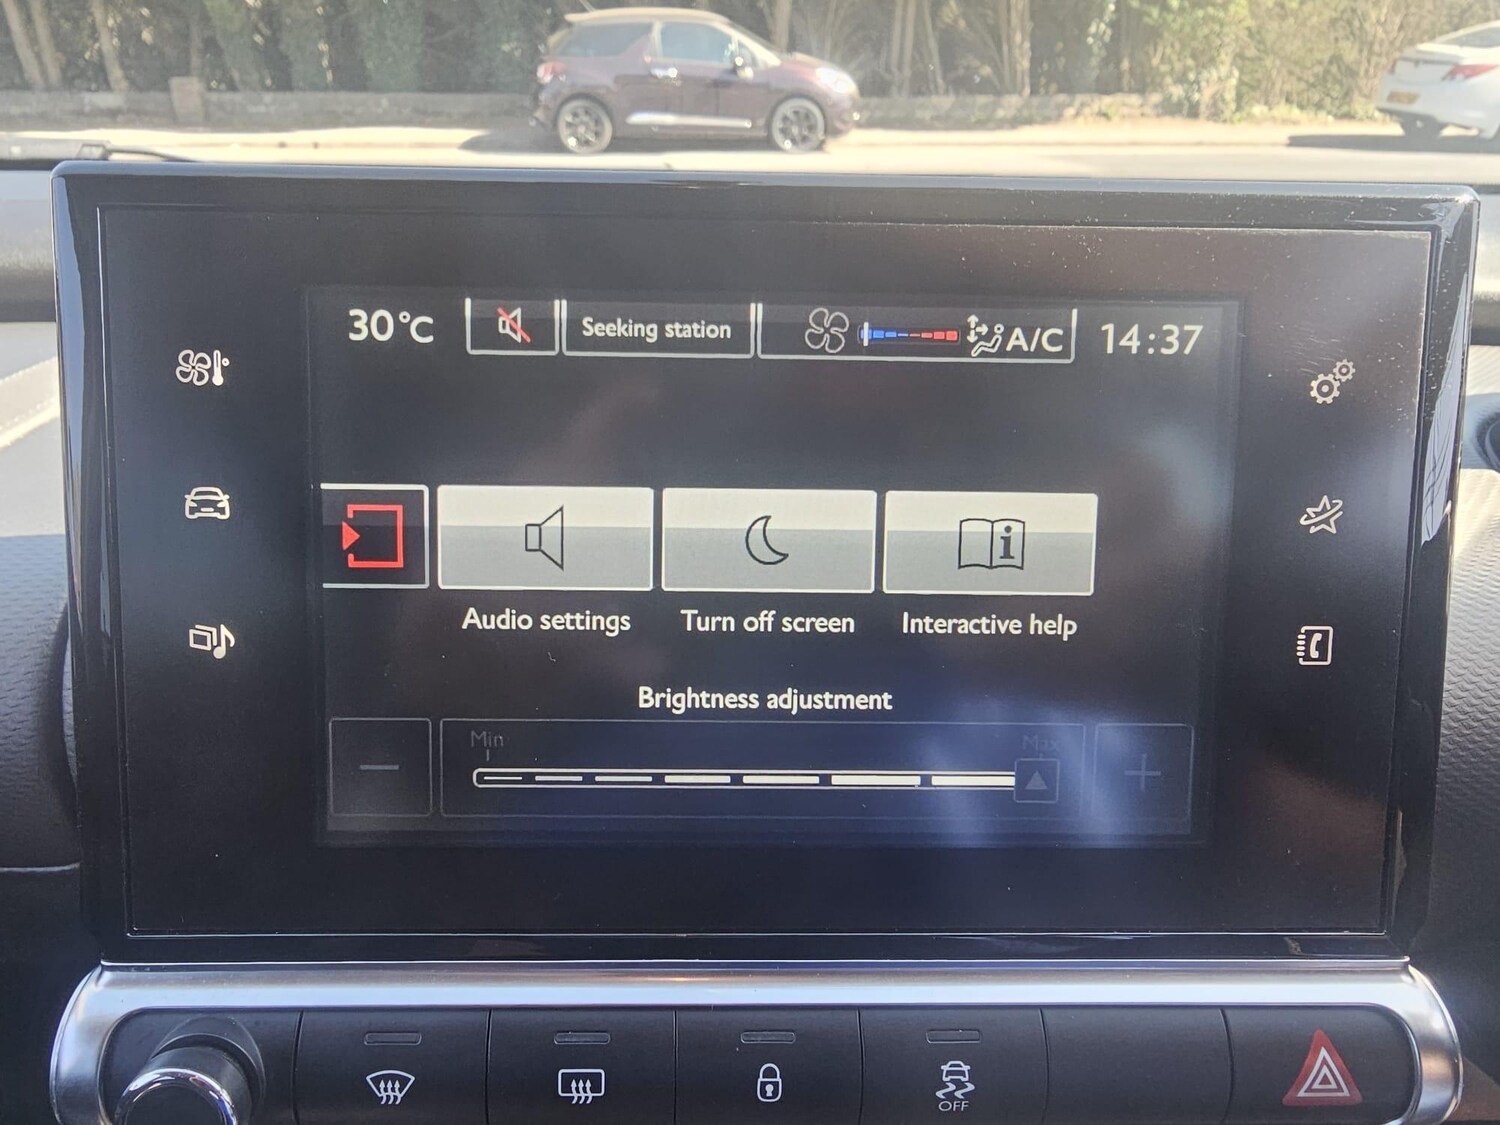 30°C
Seeking station
A/C
14:37
Audio settings
Turn off screen
Interactive help
Brightness adjustment
Min
Max
OFF